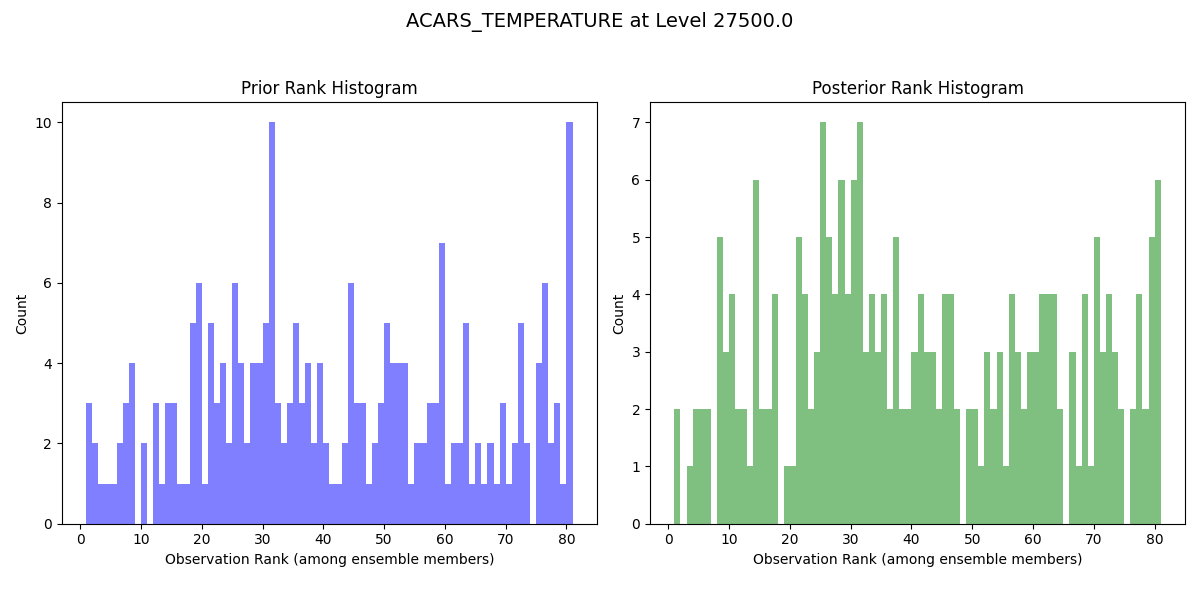 ACARS_TEMPERATURE at Level 27500.0
Prior Rank Histogram
Count
0
2
4
6
8
10
0 10 20 30 40 50 60 70 80
Observation Rank (among ensemble members)
Posterior Rank Histogram
Count
0
1
2
3
4
5
6
7
0 10 20 30 40 50 60 70 80
Observation Rank (among ensemble members)